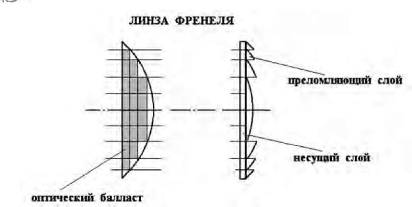 ЛИНЗА ФРЕНЕЛЯ
преломляющий слой
несущий слой
оптический балласт